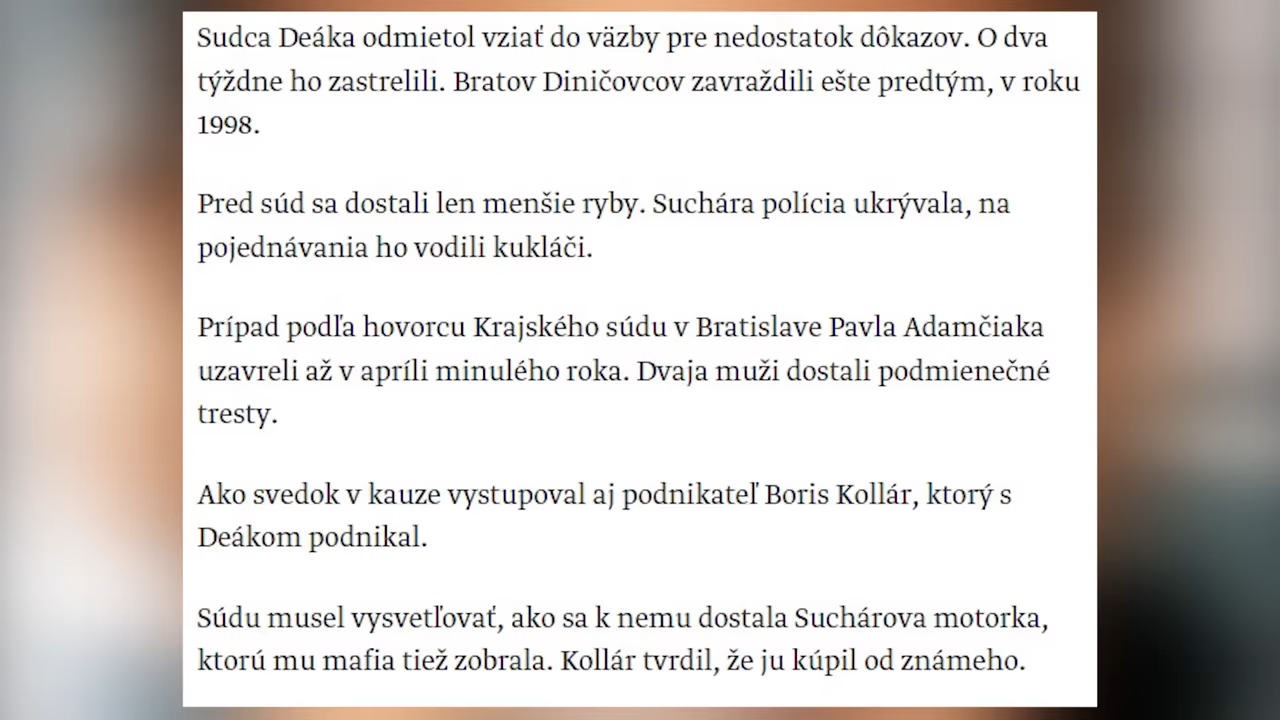 Sudca Deáka odmietol vziať do väzby pre nedostatok dôkazov. O dva
týždne ho zastrelili. Bratov Diničovcov zavraždili ešte predtým, v roku
1998.
Pred súd sa dostali len menšie ryby. Suchára polícia ukrývala, na
pojednávania ho vodili kukláči.
Prípad podľa hovorcu Krajského súdu v Bratislave Pavla Adamčiaka
uzavreli až v apríli minulého roka. Dvaja muži dostali podmienečné
tresty.
Ako svedok v kauze vystupoval aj podnikateľ Boris Kollár, ktorý s
Deákom podnikal.
Súdu musel vysvetľovať, ako sa k nemu dostala Suchárova motorka,
ktorú mu mafia tiež zobrala. Kollár tvrdil, že ju kúpil od známeho.